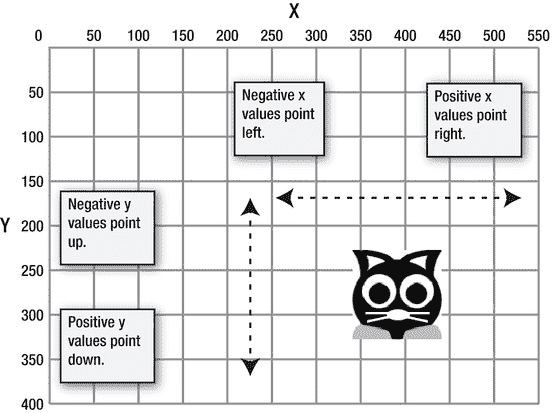 X
0 50 100 150 200 250 300 350 400 450 500 550
50
100
150
200
250
300
350
400
Y
Negative x
values point
left.
Positive x
values point
right.
Negative y
values point
up.
Positive y
values point
down.